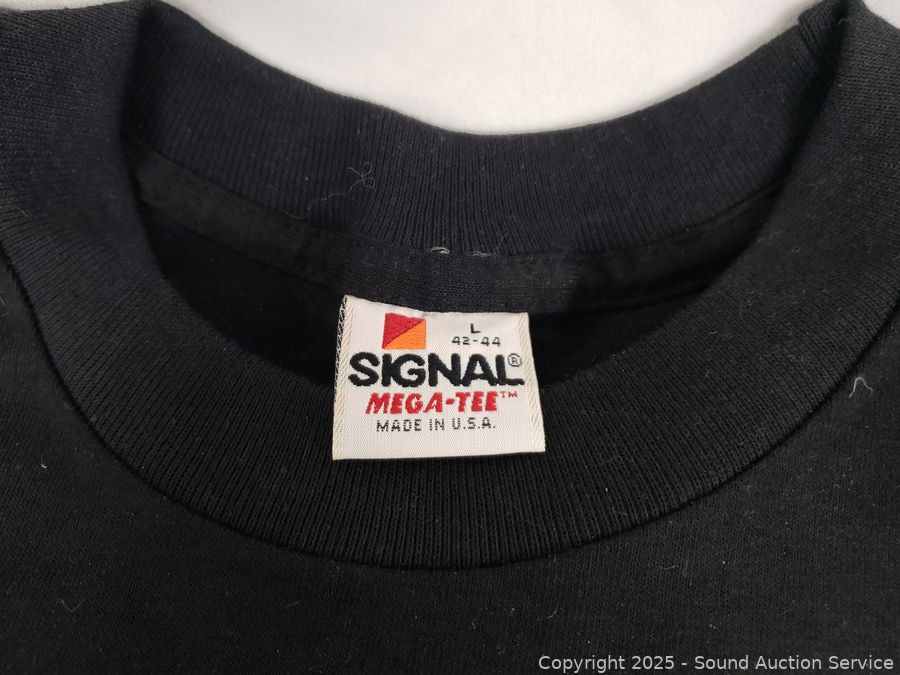 L
42-44
SIGNAL®
MEGA-TEE™
MADE IN U.S.A.
Copyright 2025 - Sound Auction Service